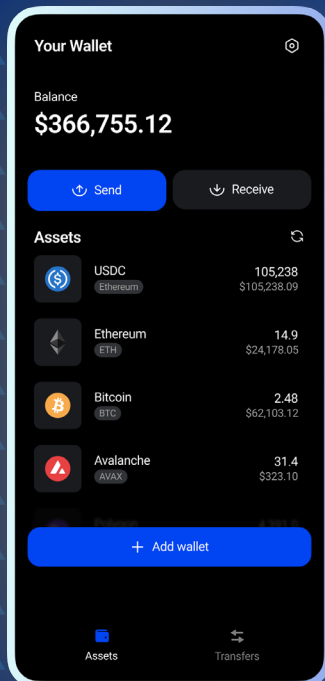 Your Wallet
Balance
$366,755.12
Send
Receive
Assets
USDC
105,238
Ethereum
$105,238.09
Ethereum
14.9
ETH
$24,178.05
Bitcoin
2.48
BTC
$62,103.12
Avalanche
31.4
AVAX
$323.10
+ Add wallet
Assets
Transfers